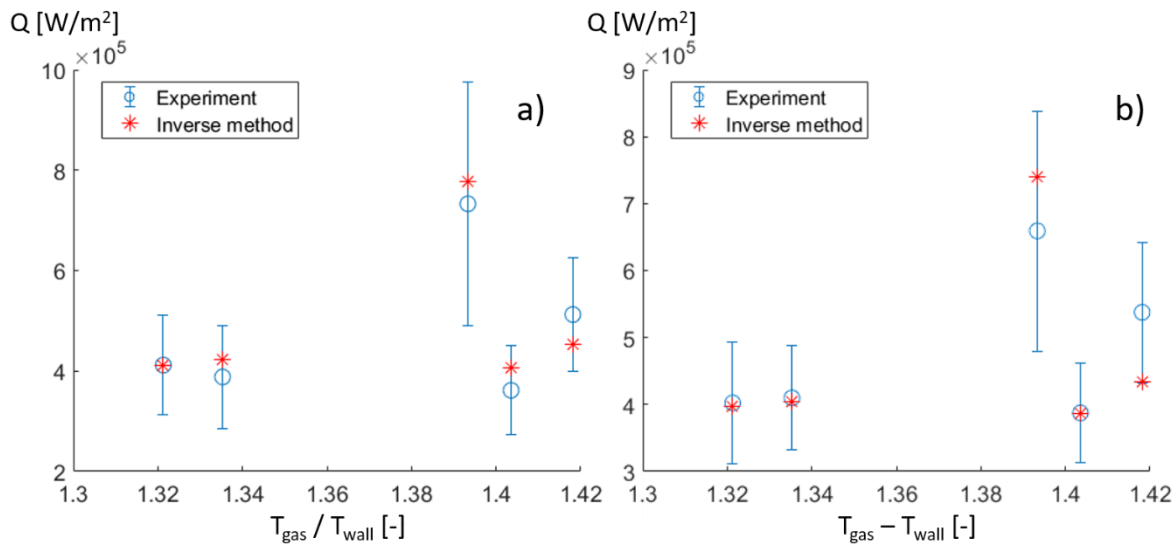 Q [W/m²]
×10⁵
10
8
6
4
2
1.3 1.32 1.34 1.36 1.38 1.4 1.42
T_gas / T_wall [-]
Experiment
Inverse method
a)
Q [W/m²]
×10⁵
9
8
7
6
5
4
3
1.3 1.32 1.34 1.36 1.38 1.4 1.42
T_gas – T_wall [-]
Experiment
Inverse method
b)